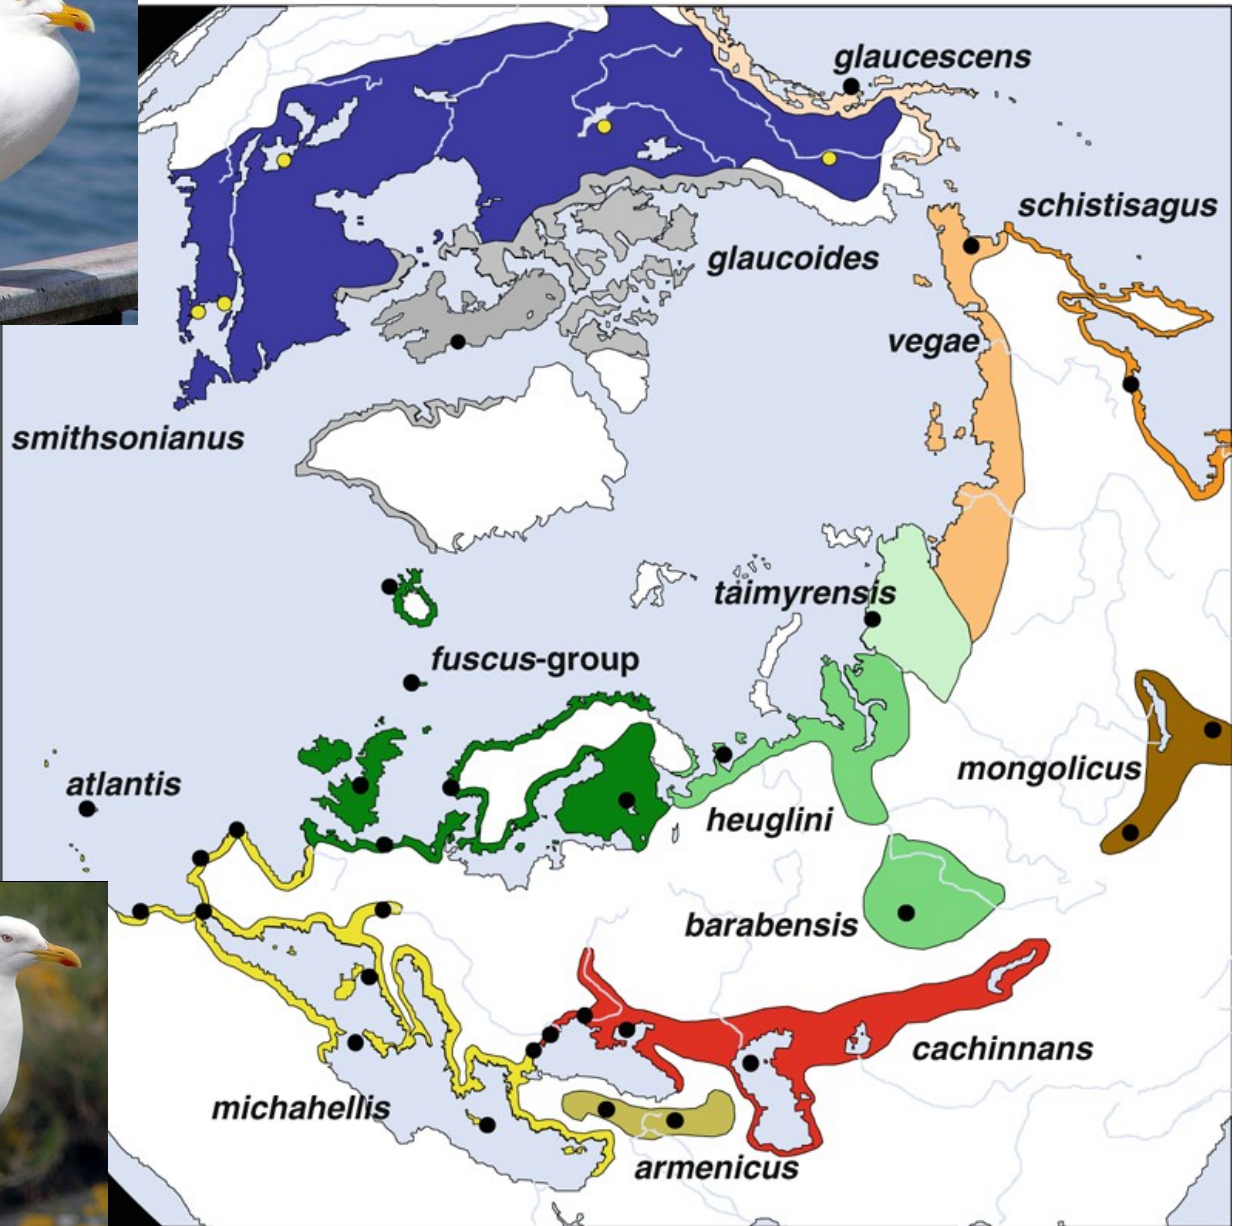 glaucescens
schistisagus
glaucoides
vegae
smithsonianus
taimyrensis
fuscus-group
mongolicus
atlantis
heuglini
barabensis
cachinnans
michahellis
armenicus